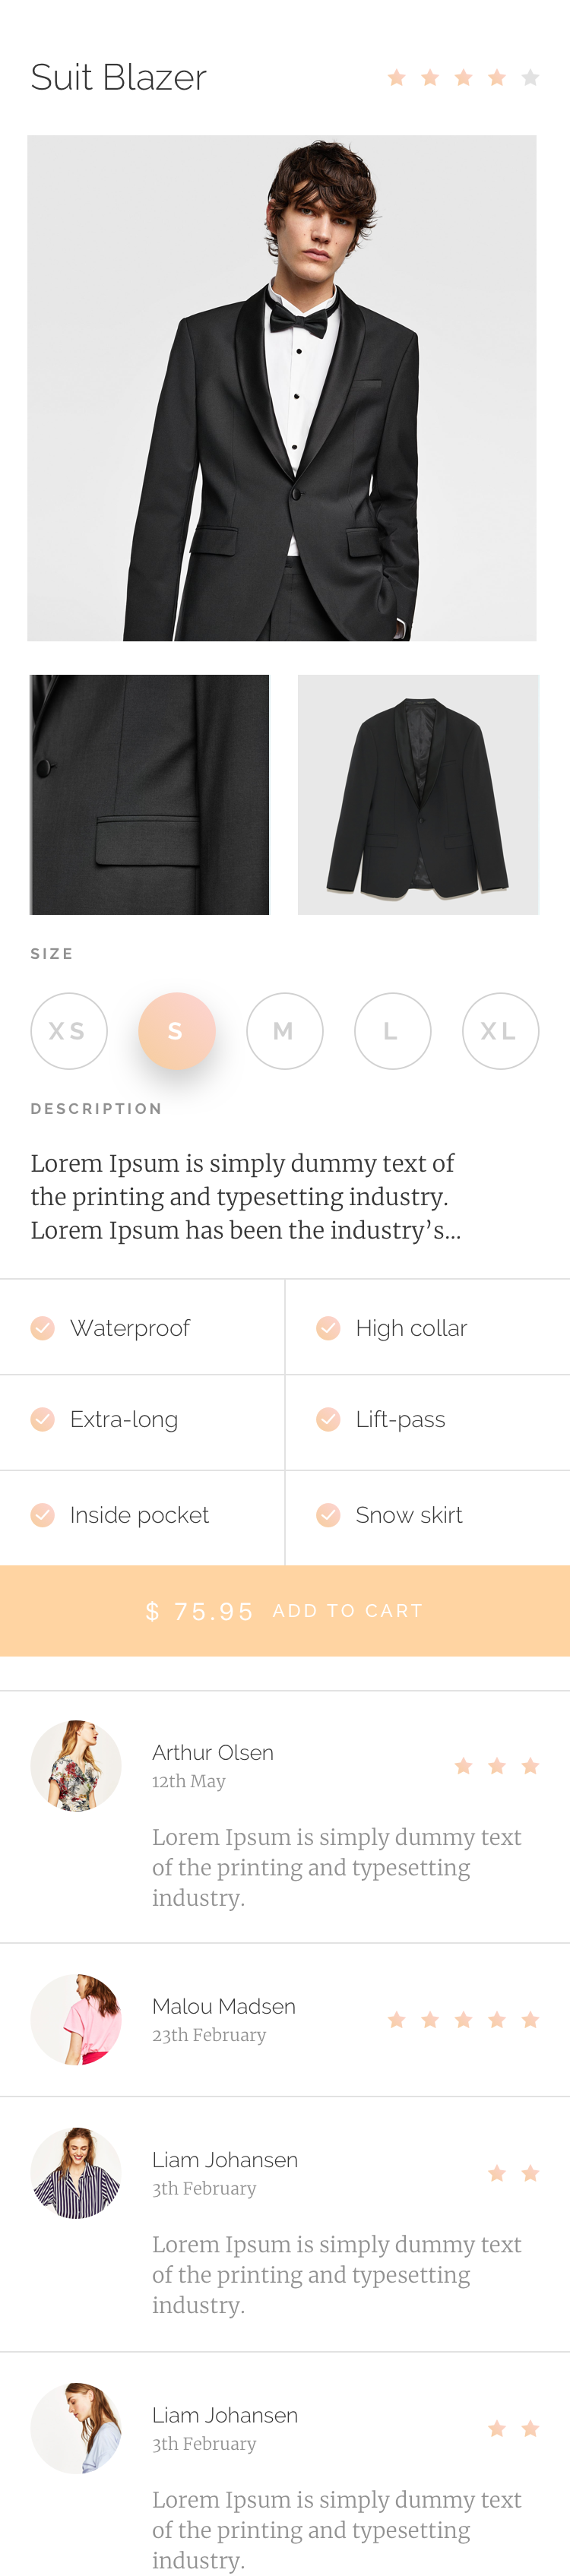 Suit Blazer
SIZE
XS S M L XL
DESCRIPTION
Lorem Ipsum is simply dummy text of
the printing and typesetting industry.
Lorem Ipsum has been the industry’s...
Waterproof High collar
Extra-long Lift-pass
Inside pocket Snow skirt
$ 75.95 ADD TO CART
Arthur Olsen
12th May
Lorem Ipsum is simply dummy text
of the printing and typesetting
industry.
Malou Madsen
23th February
Liam Johansen
3th February
Lorem Ipsum is simply dummy text
of the printing and typesetting
industry.
Liam Johansen
3th February
Lorem Ipsum is simply dummy text
of the printing and typesetting
industry.